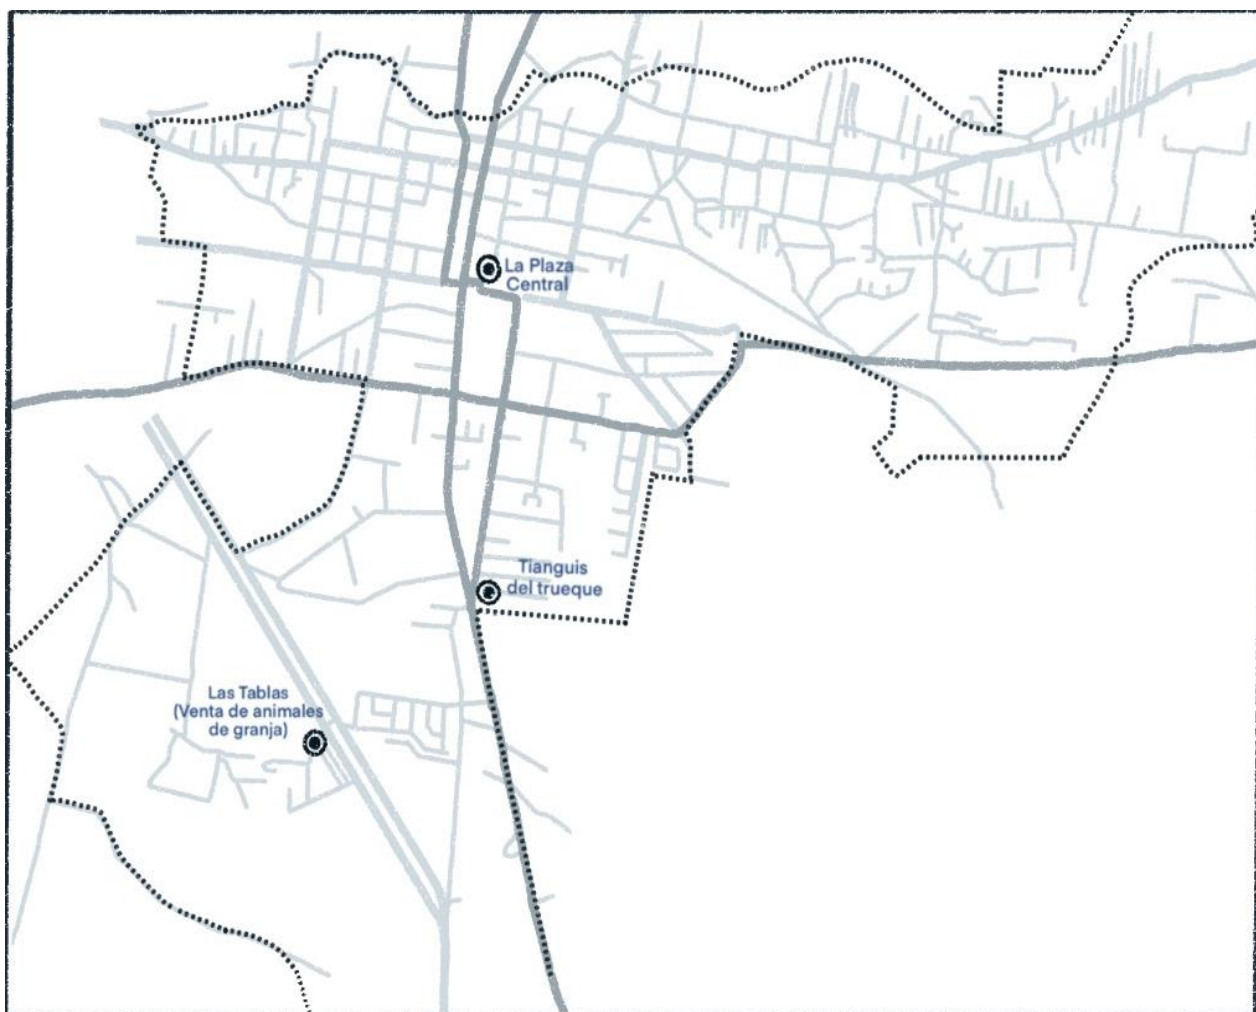 La Plaza
Central
Tianguis
del trueque
Las Tablas
(Venta de animales
de granja)